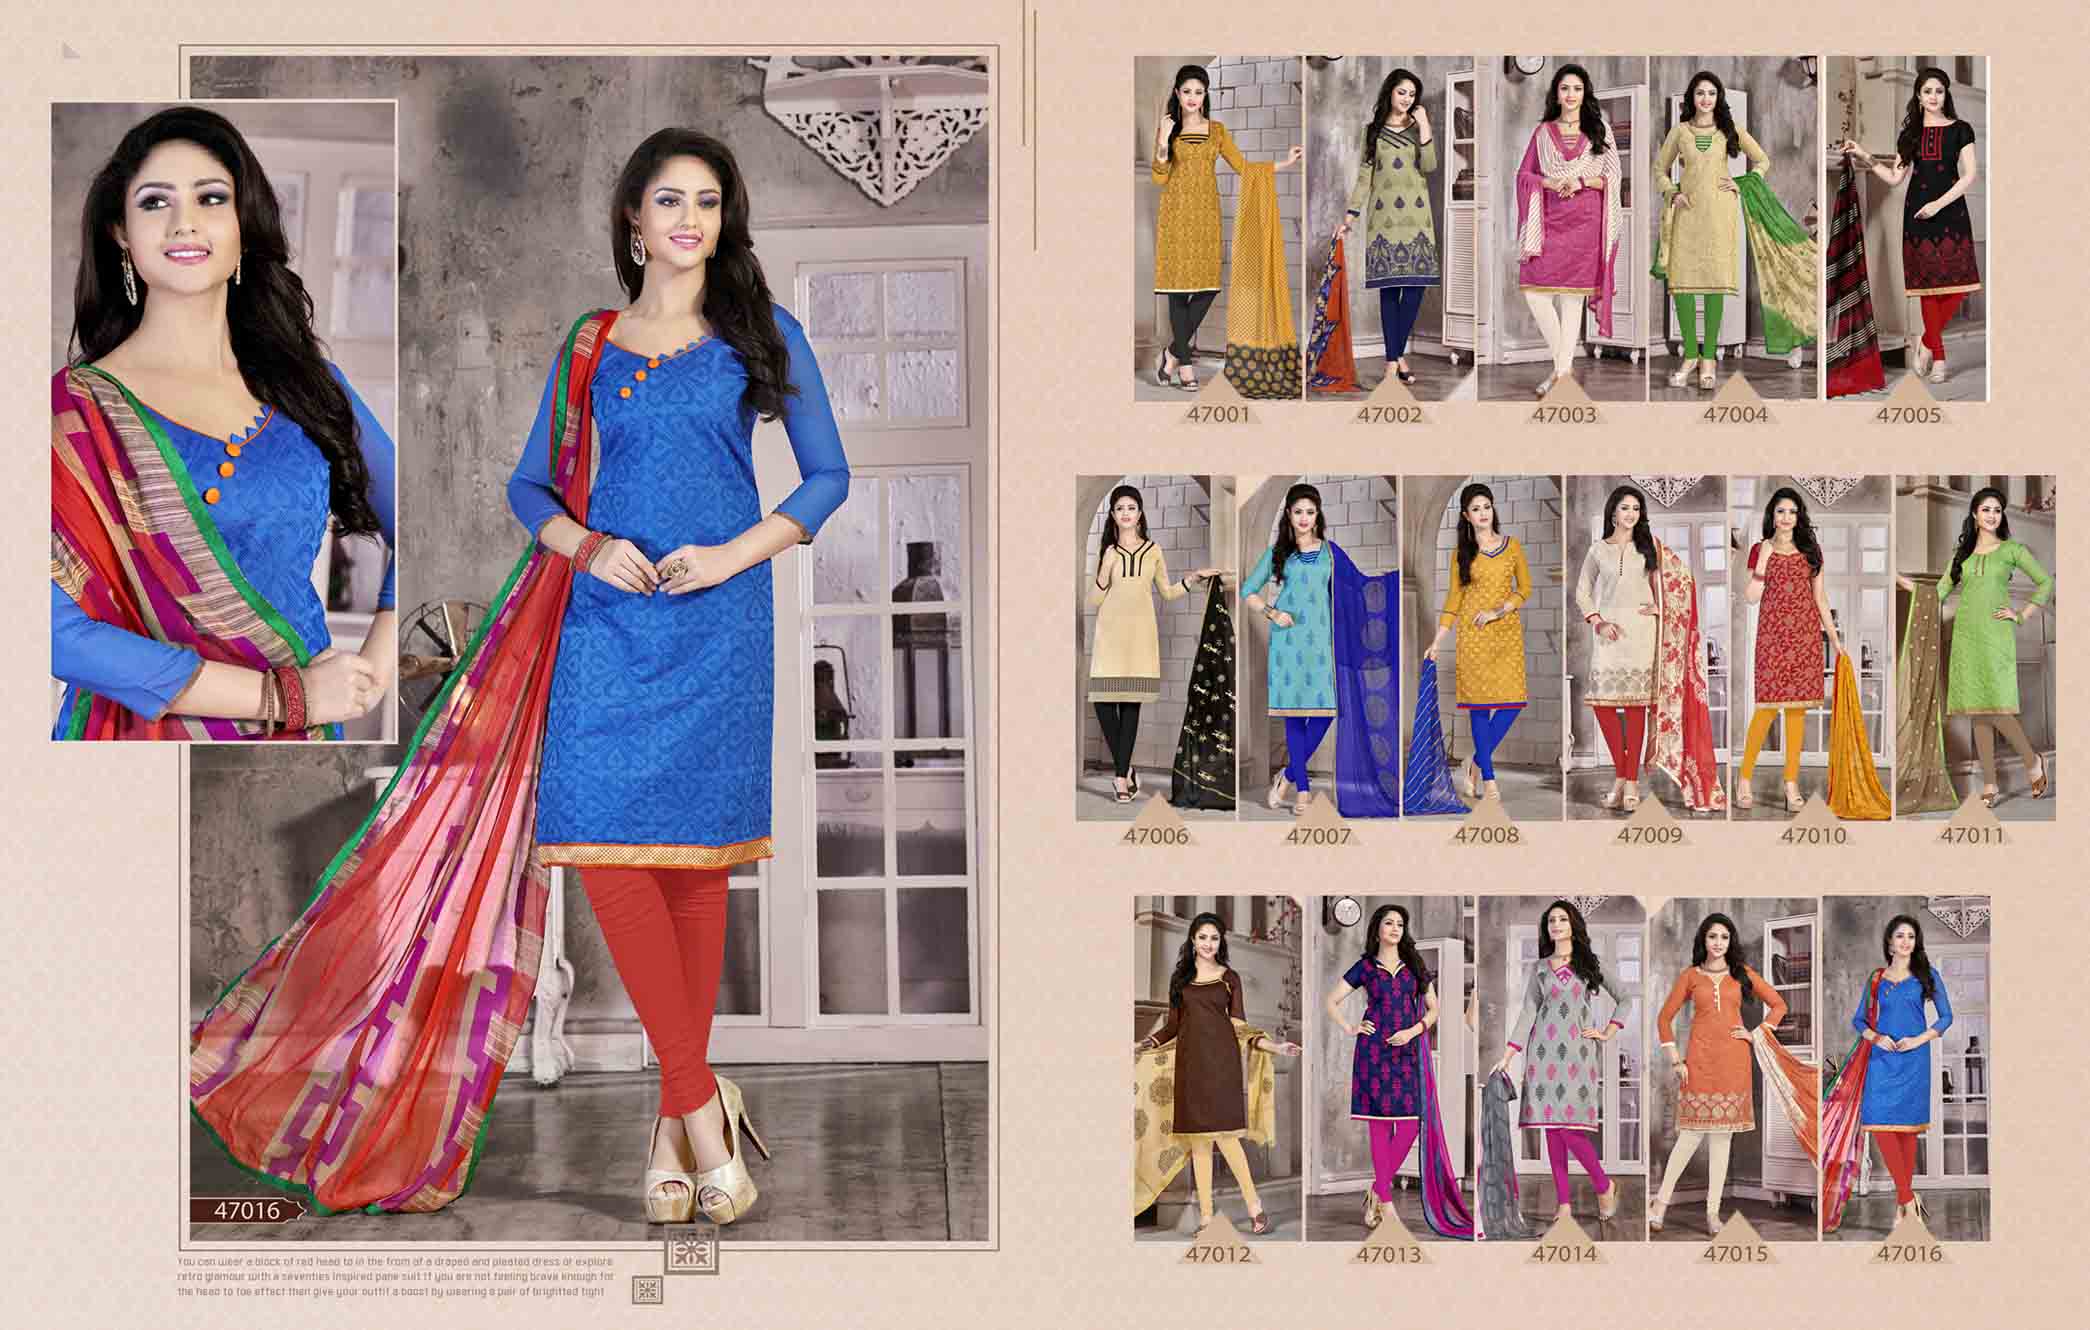 47016
You can wear a block of red head to in the from of a draped and pleated dress or explore
retro glamour with a seventies inspired pane suit if you are not feeling brave enough for
the head to toe effect then give your outfit a boost by wearing a pair of brightted tight
47001 47002 47003 47004 47005
47006 47007 47008 47009 47010 47011
47012 47013 47014 47015 47016